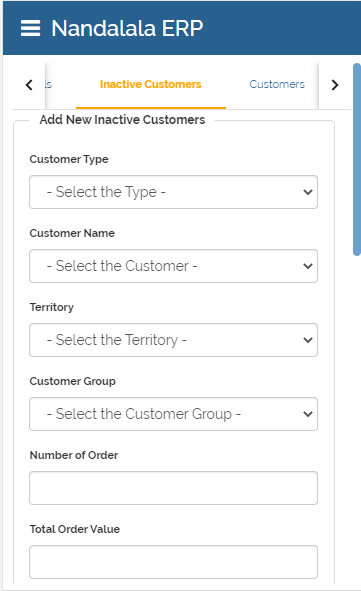 Nandalala ERP
Inactive Customers Customers
Add New Inactive Customers
Customer Type
- Select the Type -
Customer Name
- Select the Customer -
Territory
- Select the Territory -
Customer Group
- Select the Customer Group -
Number of Order
Total Order Value